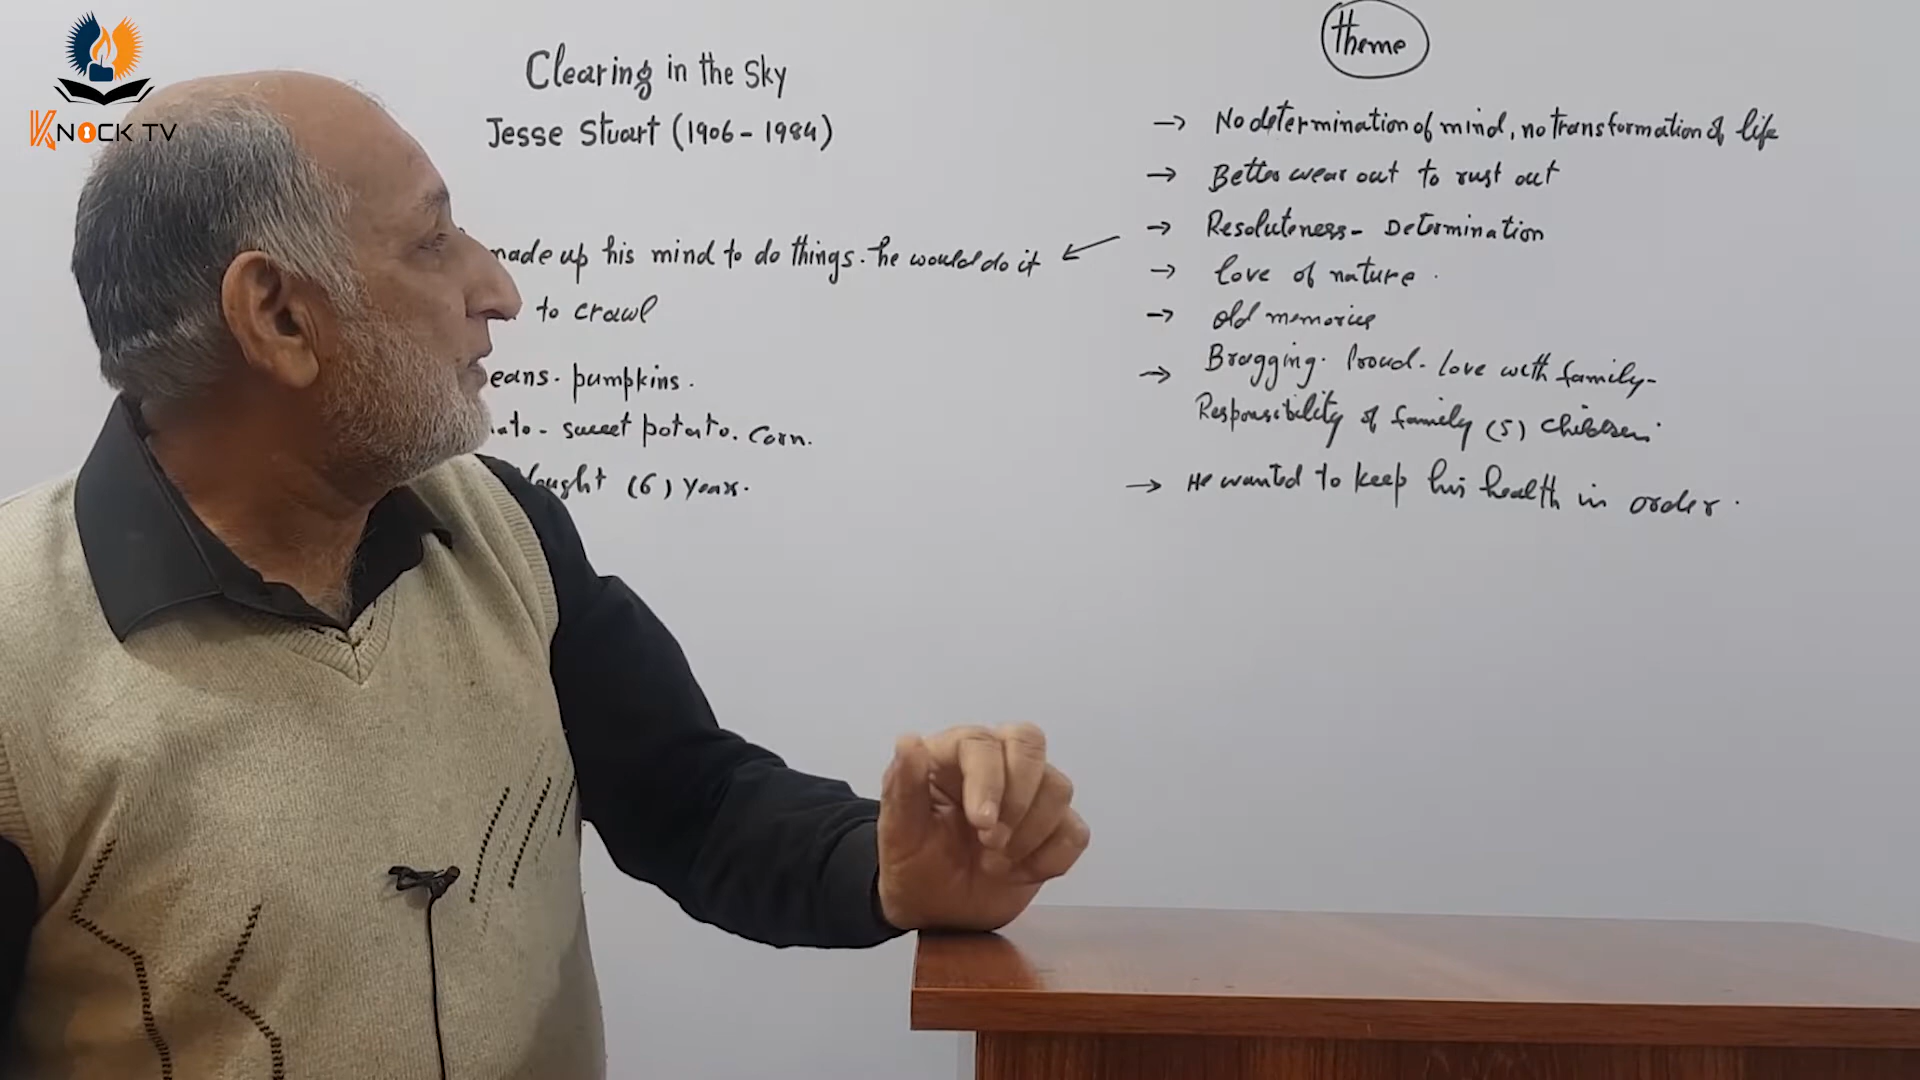 KNOCK TV
Clearing in the Sky
Jesse Stuart (1906 - 1984)
made up his mind to do things. he would do it
to crawl
eans. pumpkins.
ato - sweet potato. Corn.
(6) years.
Theme
→ No determination of mind, no transformation of life
→ Better wear out to rust out
→ Resoluteness - Determination
→ love of nature.
→ old memories
→ Bragging. Proud. Love with family -
Responsibility of family (5) children.
→ He wanted to keep his health in order.